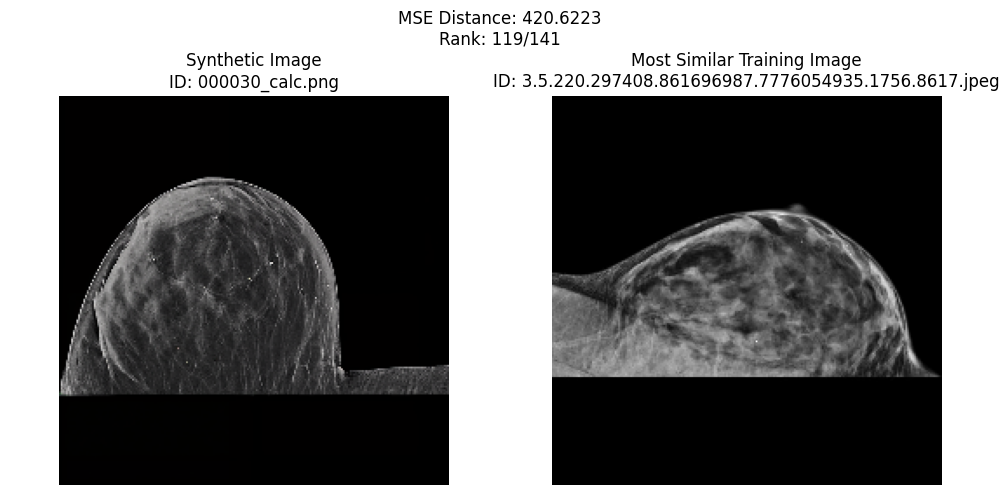 MSE Distance: 420.6223
Rank: 119/141
Synthetic Image
ID: 000030_calc.png
Most Similar Training Image
ID: 3.5.220.297408.861696987.7776054935.1756.8617.jpeg